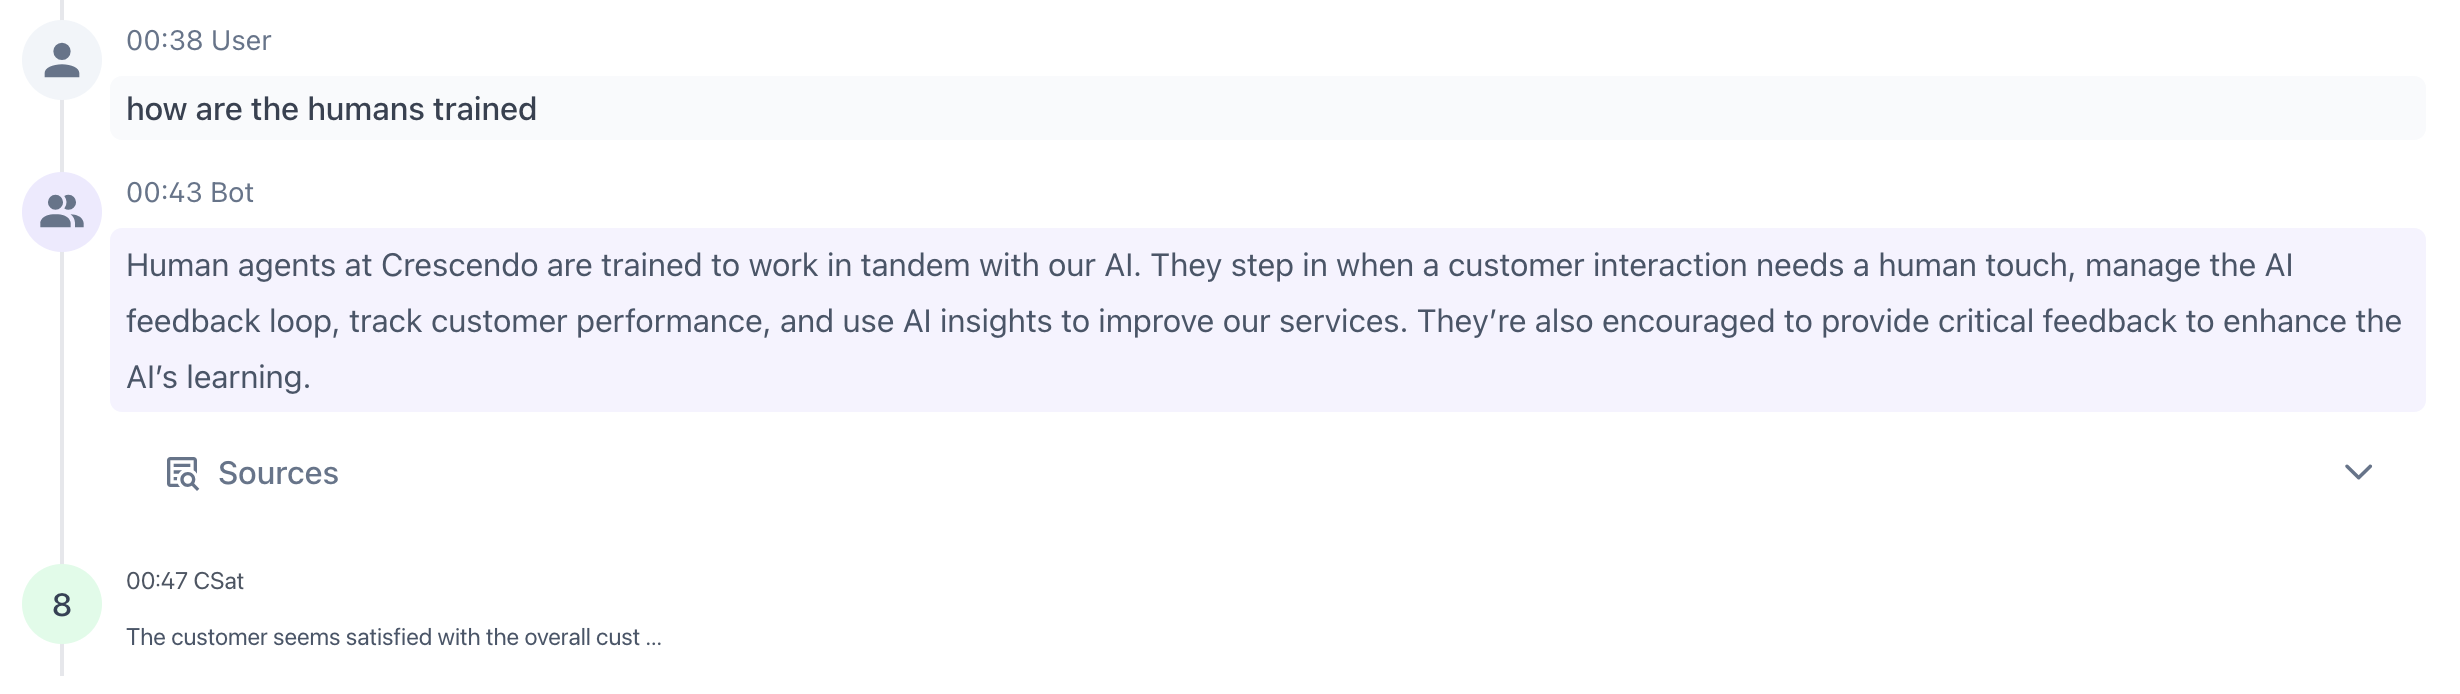 00:38 User
how are the humans trained
00:43 Bot
Human agents at Crescendo are trained to work in tandem with our AI. They step in when a customer interaction needs a human touch, manage the AI
feedback loop, track customer performance, and use AI insights to improve our services. They’re also encouraged to provide critical feedback to enhance the
AI’s learning.
Sources
00:47 CSat
8
The customer seems satisfied with the overall cust ...